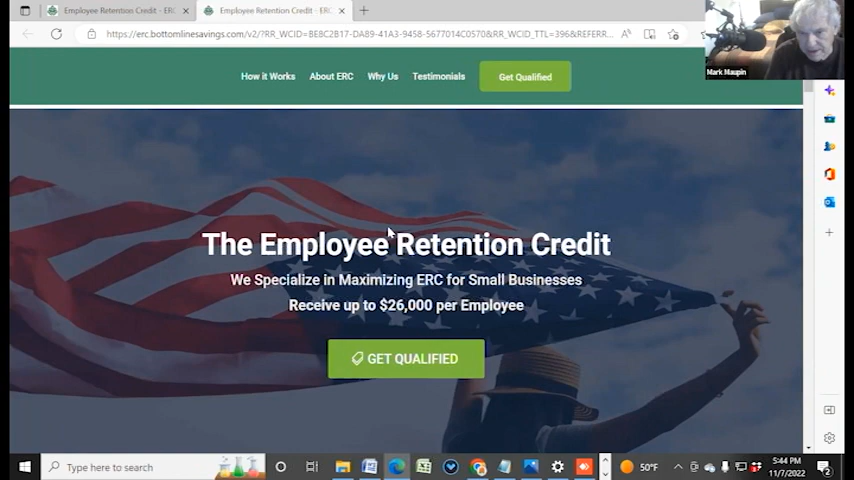 Employee Retention Credit - ERC
Employee Retention Credit - ERC
https://erc.bottomlinesavings.com/v2/?RR_WCID=BE8C2B17-DA89-41A3-9458-5677014C0570&RR_WCID_TTL=396&REFERR...
Mark Maupin
How it Works
About ERC
Why Us
Testimonials
Get Qualified
The Employee Retention Credit
We Specialize in Maximizing ERC for Small Businesses
Receive up to $26,000 per Employee
GET QUALIFIED
Type here to search
50°F
5:44 PM
11/7/2022
2